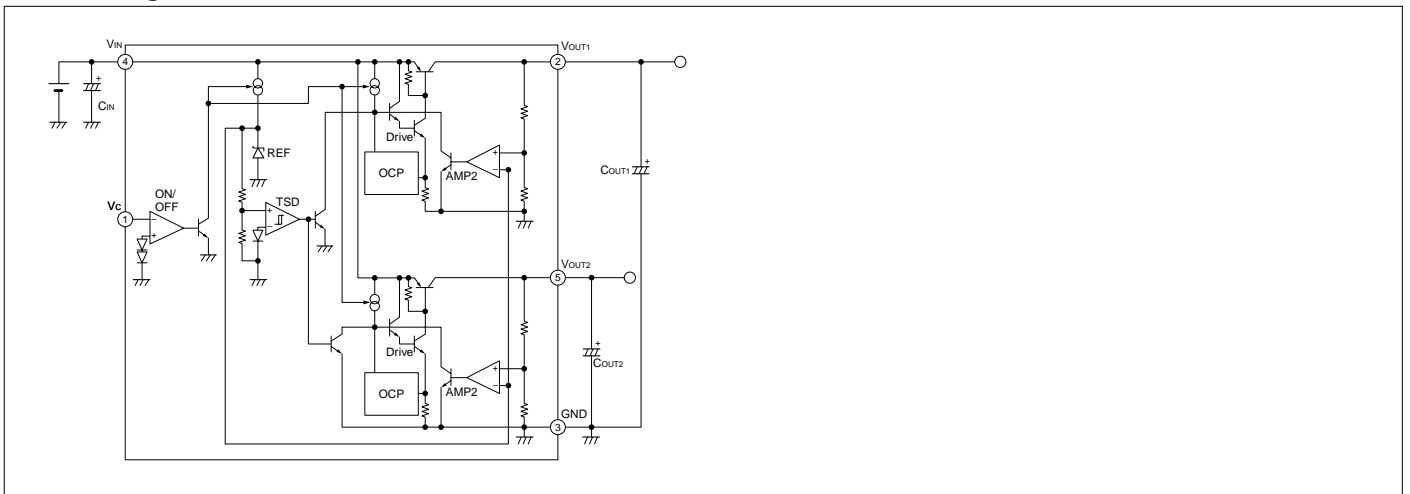 VIN
VOUT1
4
2
+
CIN
Drive
REF
OCP
+
−
AMP2
COUT1
+
ON/
OFF
TSD
VC
1
−
+
+
−
VOUT2
5
Drive
+
COUT2
OCP
+
−
AMP2
GND
3